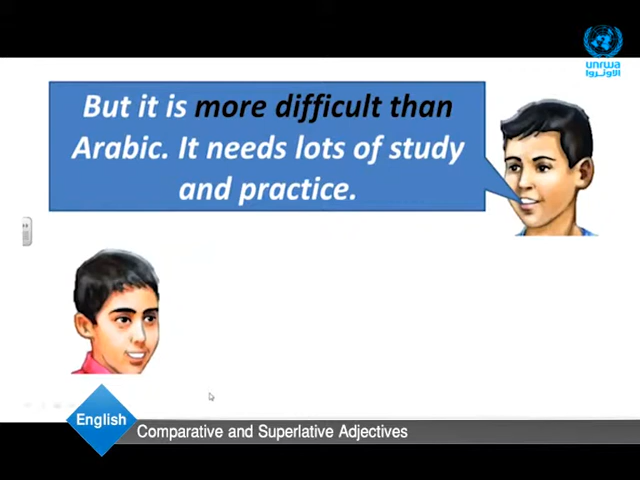 unrwa
الأونروا
But it is more difficult than
Arabic. It needs lots of study
and practice.
English
Comparative and Superlative Adjectives